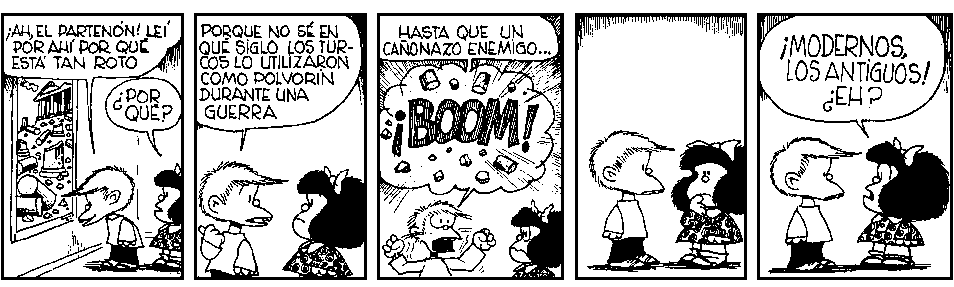 ¡AH, EL PARTENÓN! LEÍ
POR AHÍ POR QUÉ
ESTÁ TAN ROTO
¿POR
QUÉ?
PORQUE NO SÉ EN
QUÉ SIGLO LOS TUR-
COS LO UTILIZARON
COMO POLVORÍN
DURANTE UNA
GUERRA
HASTA QUE UN
CAÑONAZO ENEMIGO...
¡BOOM!
¡MODERNOS,
LOS ANTIGUOS!
¿EH?